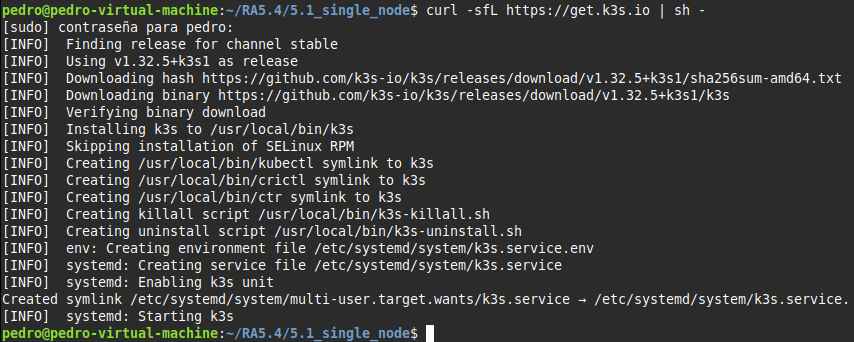 pedro@pedro-virtual-machine:~/RA5.4/5.1_single_node$ curl -sfL https://get.k3s.io | sh -
[sudo] contraseña para pedro:
[INFO]  Finding release for channel stable
[INFO]  Using v1.32.5+k3s1 as release
[INFO]  Downloading hash https://github.com/k3s-io/k3s/releases/download/v1.32.5+k3s1/sha256sum-amd64.txt
[INFO]  Downloading binary https://github.com/k3s-io/k3s/releases/download/v1.32.5+k3s1/k3s
[INFO]  Verifying binary download
[INFO]  Installing k3s to /usr/local/bin/k3s
[INFO]  Skipping installation of SELinux RPM
[INFO]  Creating /usr/local/bin/kubectl symlink to k3s
[INFO]  Creating /usr/local/bin/crictl symlink to k3s
[INFO]  Creating /usr/local/bin/ctr symlink to k3s
[INFO]  Creating killall script /usr/local/bin/k3s-killall.sh
[INFO]  Creating uninstall script /usr/local/bin/k3s-uninstall.sh
[INFO]  env: Creating environment file /etc/systemd/system/k3s.service.env
[INFO]  systemd: Creating service file /etc/systemd/system/k3s.service
[INFO]  systemd: Enabling k3s unit
Created symlink /etc/systemd/system/multi-user.target.wants/k3s.service → /etc/systemd/system/k3s.service.
[INFO]  systemd: Starting k3s
pedro@pedro-virtual-machine:~/RA5.4/5.1_single_node$